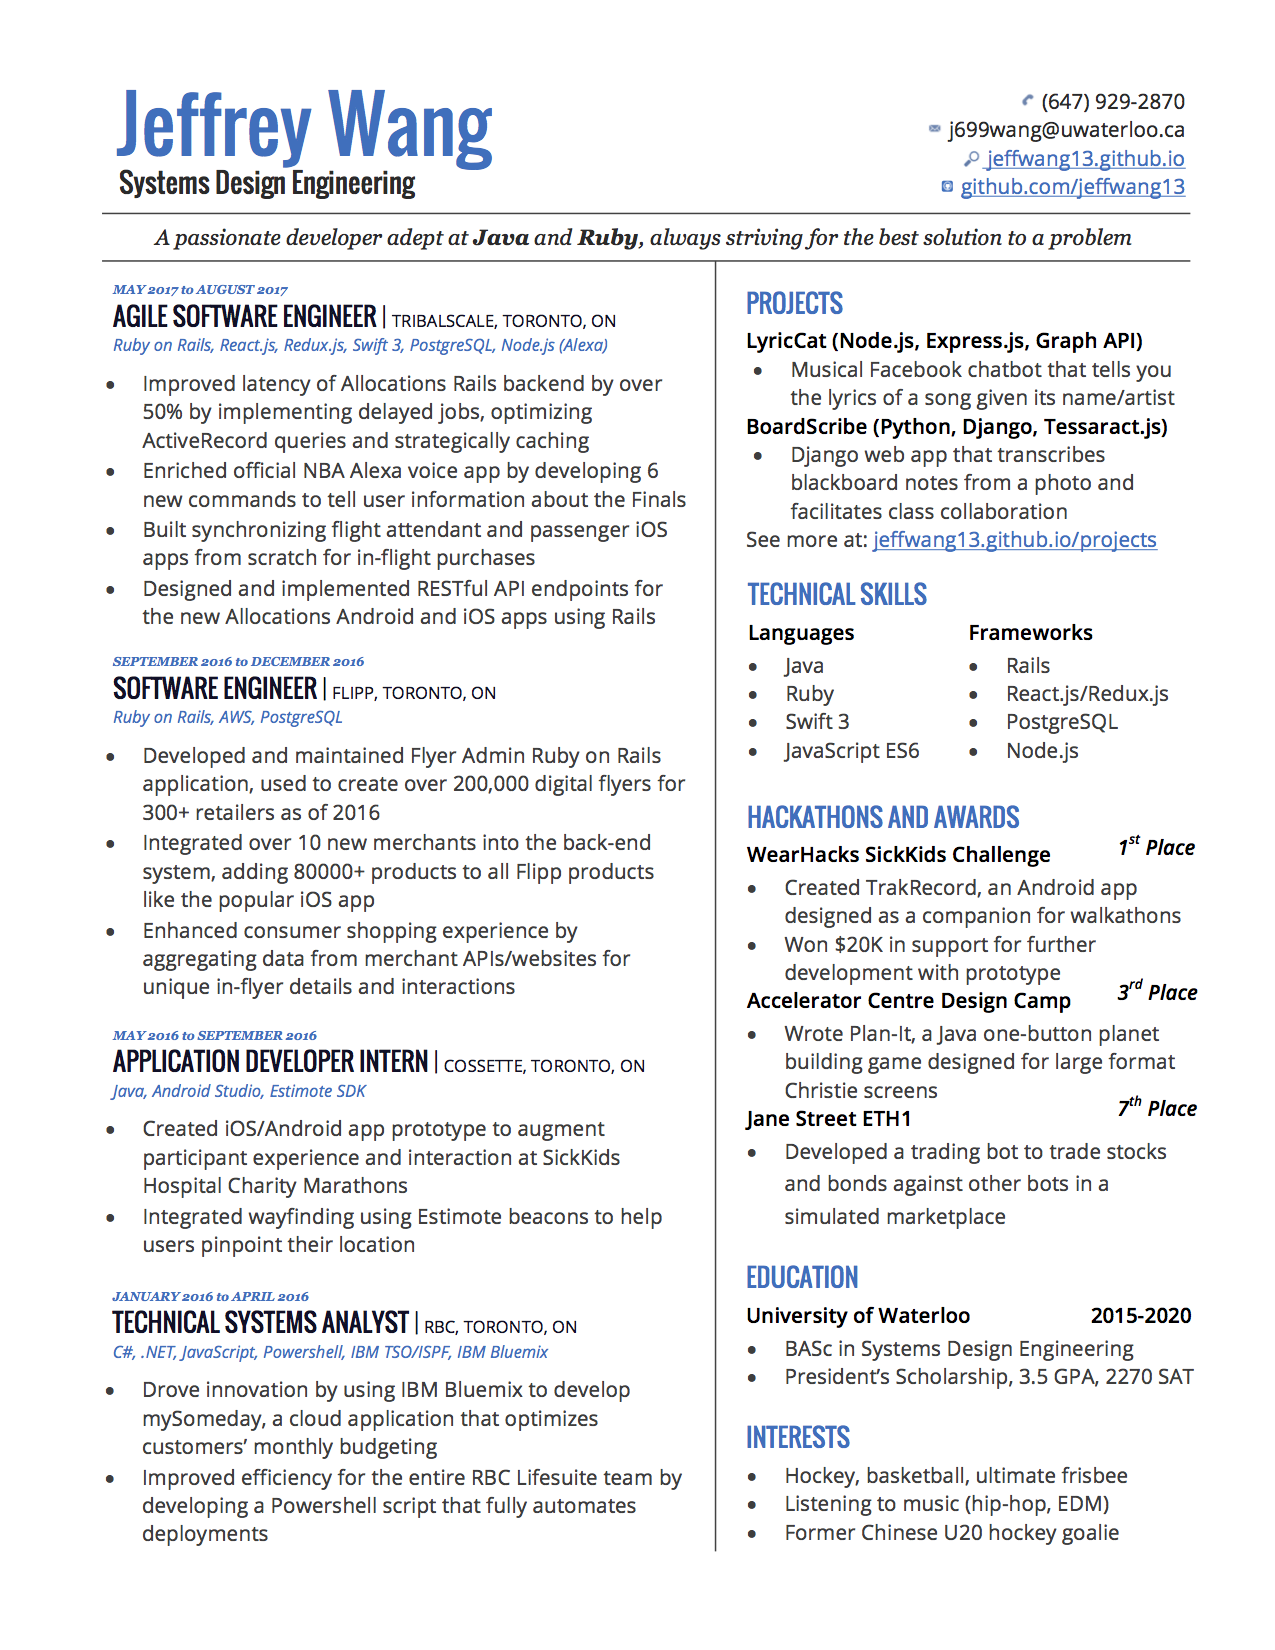 Jeffrey Wang
Systems Design Engineering
(647) 929-2870
j699wang@uwaterloo.ca
jeffwang13.github.io
github.com/jeffwang13
A passionate developer adept at Java and Ruby, always striving for the best solution to a problem
MAY 2017 to AUGUST 2017
AGILE SOFTWARE ENGINEER | TRIBALSCALE, TORONTO, ON
Ruby on Rails, React.js, Redux.js, Swift 3, PostgreSQL, Node.js (Alexa)
• Improved latency of Allocations Rails backend by over
50% by implementing delayed jobs, optimizing
ActiveRecord queries and strategically caching
• Enriched official NBA Alexa voice app by developing 6
new commands to tell user information about the Finals
• Built synchronizing flight attendant and passenger iOS
apps from scratch for in-flight purchases
• Designed and implemented RESTful API endpoints for
the new Allocations Android and iOS apps using Rails
SEPTEMBER 2016 to DECEMBER 2016
SOFTWARE ENGINEER | FLIPP, TORONTO, ON
Ruby on Rails, AWS, PostgreSQL
• Developed and maintained Flyer Admin Ruby on Rails
application, used to create over 200,000 digital flyers for
300+ retailers as of 2016
• Integrated over 10 new merchants into the back-end
system, adding 80000+ products to all Flipp products
like the popular iOS app
• Enhanced consumer shopping experience by
aggregating data from merchant APIs/websites for
unique in-flyer details and interactions
MAY 2016 to SEPTEMBER 2016
APPLICATION DEVELOPER INTERN | COSSETTE, TORONTO, ON
Java, Android Studio, Estimote SDK
• Created iOS/Android app prototype to augment
participant experience and interaction at SickKids
Hospital Charity Marathons
• Integrated wayfinding using Estimote beacons to help
users pinpoint their location
JANUARY 2016 to APRIL 2016
TECHNICAL SYSTEMS ANALYST | RBC, TORONTO, ON
C#, .NET, JavaScript, Powershell, IBM TSO/ISPF, IBM Bluemix
• Drove innovation by using IBM Bluemix to develop
mySomeday, a cloud application that optimizes
customers’ monthly budgeting
• Improved efficiency for the entire RBC Lifesuite team by
developing a Powershell script that fully automates
deployments
PROJECTS
LyricCat (Node.js, Express.js, Graph API)
• Musical Facebook chatbot that tells you
the lyrics of a song given its name/artist
BoardScribe (Python, Django, Tessaract.js)
• Django web app that transcribes
blackboard notes from a photo and
facilitates class collaboration
See more at: jeffwang13.github.io/projects
TECHNICAL SKILLS
Languages Frameworks
• Java • Rails
• Ruby • React.js/Redux.js
• Swift 3 • PostgreSQL
• JavaScript ES6 • Node.js
HACKATHONS AND AWARDS
WearHacks SickKids Challenge 1st Place
• Created TrakRecord, an Android app
designed as a companion for walkathons
• Won $20K in support for further
development with prototype
Accelerator Centre Design Camp 3rd Place
• Wrote Plan-It, a Java one-button planet
building game designed for large format
Christie screens
Jane Street ETH1 7th Place
• Developed a trading bot to trade stocks
and bonds against other bots in a
simulated marketplace
EDUCATION
University of Waterloo 2015-2020
• BASc in Systems Design Engineering
• President’s Scholarship, 3.5 GPA, 2270 SAT
INTERESTS
• Hockey, basketball, ultimate frisbee
• Listening to music (hip-hop, EDM)
• Former Chinese U20 hockey goalie